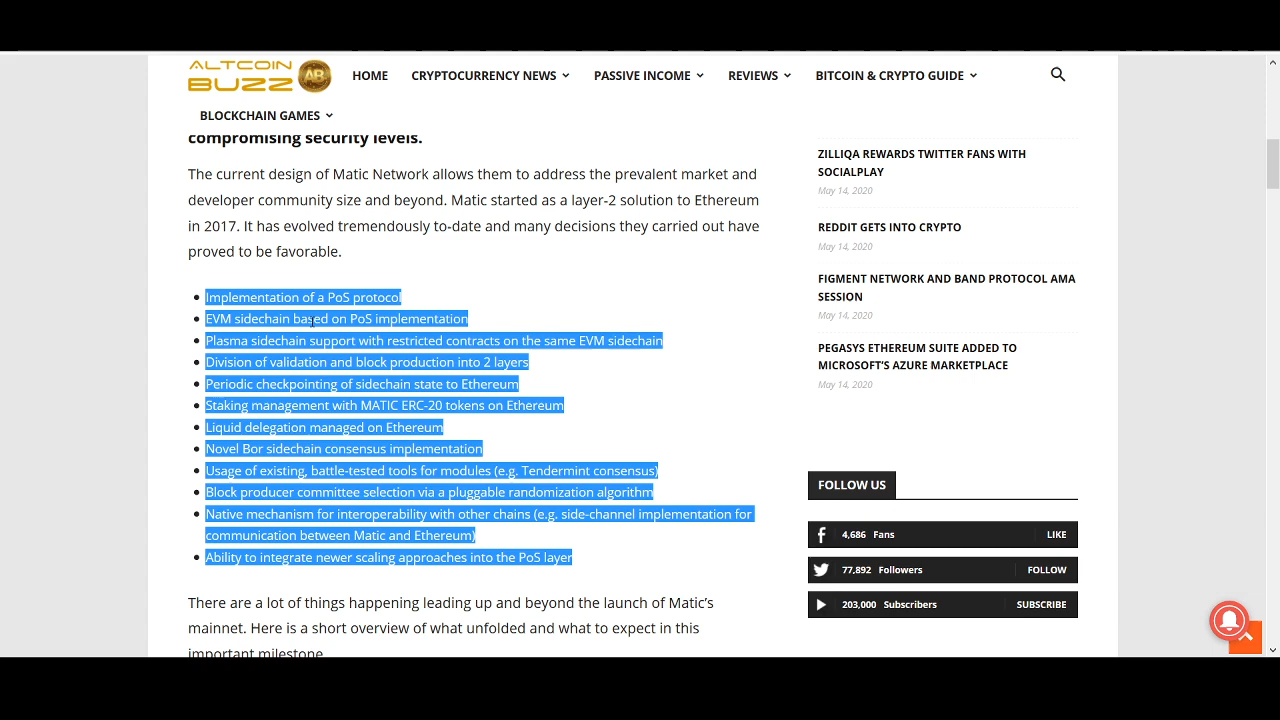 ALTCOIN
BUZZ
AB
HOME
CRYPTOCURRENCY NEWS
PASSIVE INCOME
REVIEWS
BITCOIN & CRYPTO GUIDE
BLOCKCHAIN GAMES
compromising security levels.
The current design of Matic Network allows them to address the prevalent market and
developer community size and beyond. Matic started as a layer-2 solution to Ethereum
in 2017. It has evolved tremendously to-date and many decisions they carried out have
proved to be favorable.
Implementation of a PoS protocol
EVM sidechain based on PoS implementation
Plasma sidechain support with restricted contracts on the same EVM sidechain
Division of validation and block production into 2 layers
Periodic checkpointing of sidechain state to Ethereum
Staking management with MATIC ERC-20 tokens on Ethereum
Liquid delegation managed on Ethereum
Novel Bor sidechain consensus implementation
Usage of existing, battle-tested tools for modules (e.g. Tendermint consensus)
Block producer committee selection via a pluggable randomization algorithm
Native mechanism for interoperability with other chains (e.g. side-channel implementation for
communication between Matic and Ethereum)
Ability to integrate newer scaling approaches into the PoS layer
There are a lot of things happening leading up and beyond the launch of Matic's
mainnet. Here is a short overview of what unfolded and what to expect in this
important milestone.
ZILLIQA REWARDS TWITTER FANS WITH
SOCIALPLAY
May 14, 2020
REDDIT GETS INTO CRYPTO
May 14, 2020
FIGMENT NETWORK AND BAND PROTOCOL AMA
SESSION
May 14, 2020
PEGASYS ETHEREUM SUITE ADDED TO
MICROSOFT'S AZURE MARKETPLACE
May 14, 2020
FOLLOW US
4,686 Fans LIKE
77,892 Followers FOLLOW
203,000 Subscribers SUBSCRIBE